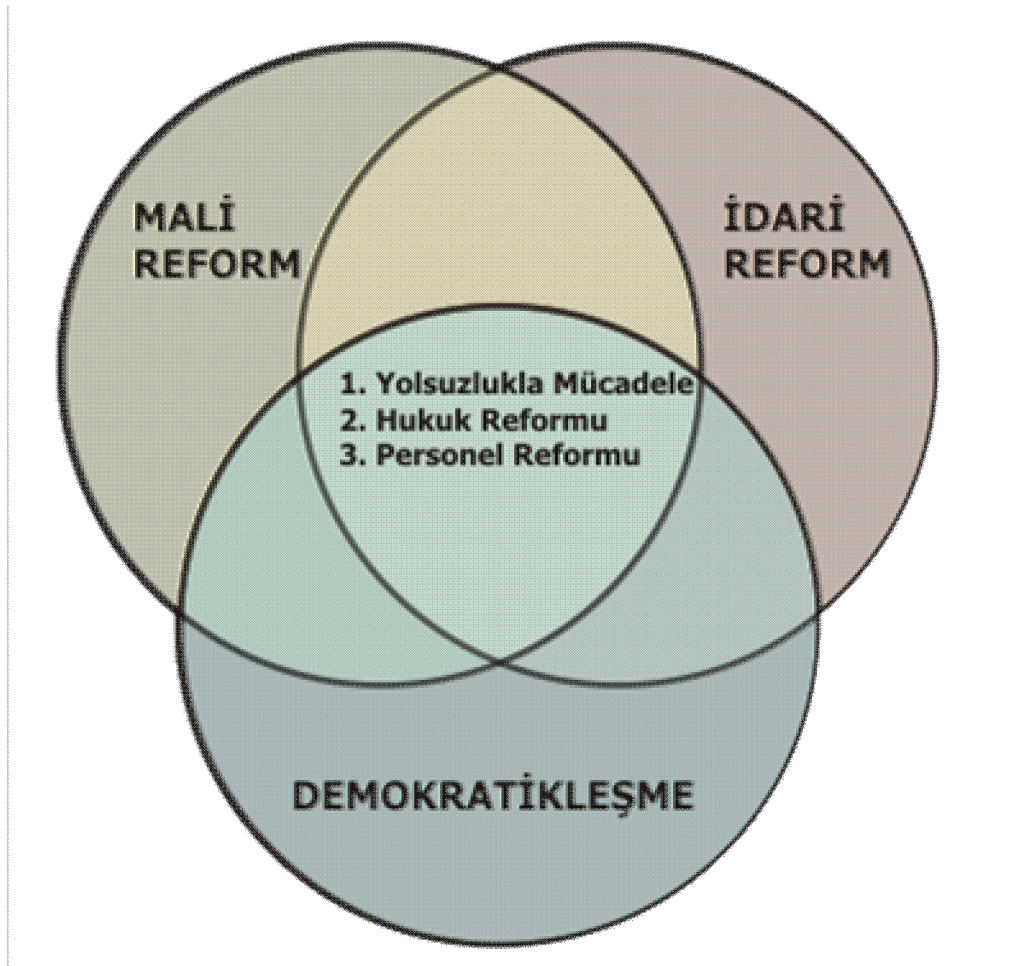 MALİ
REFORM
İDARİ
REFORM
1. Yolsuzlukla Mücadele
2. Hukuk Reformu
3. Personel Reformu
DEMOKRATİKLEŞME